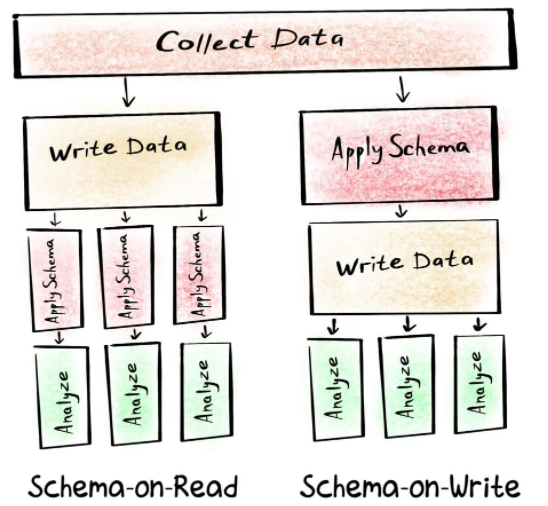 Collect Data
Write Data
Apply Schema
Apply Schema
Apply Schema
Analyze
Analyze
Analyze
Schema-on-Read
Apply Schema
Write Data
Analyze
Analyze
Analyze
Schema-on-Write